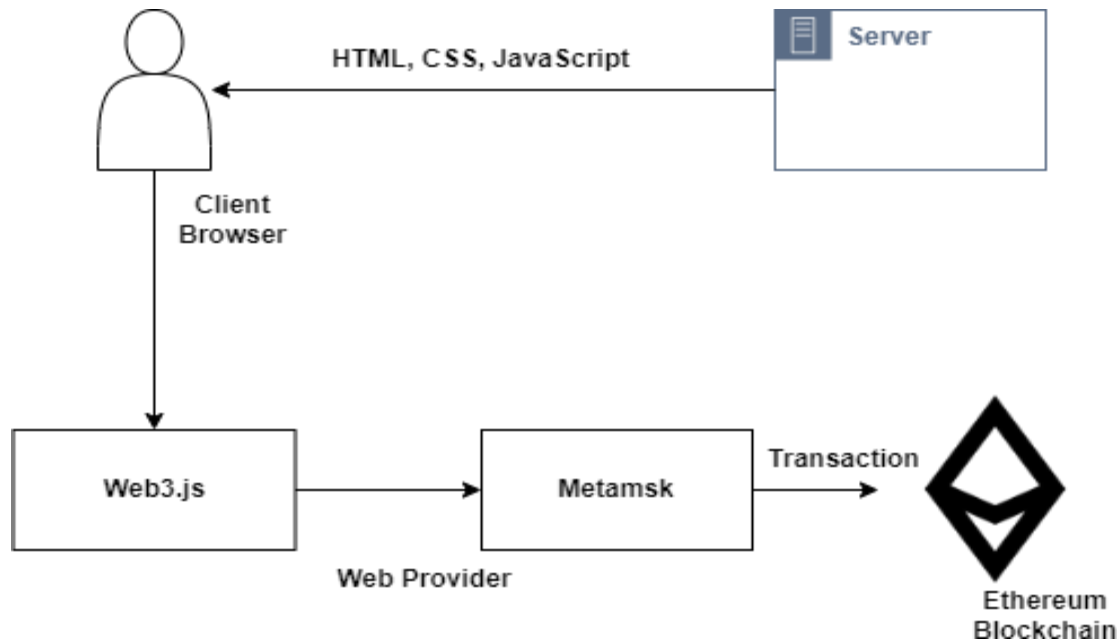 HTML, CSS, JavaScript
Server
Client
Browser
Web3.js
Metamsk
Transaction
Web Provider
Ethereum
Blockchain